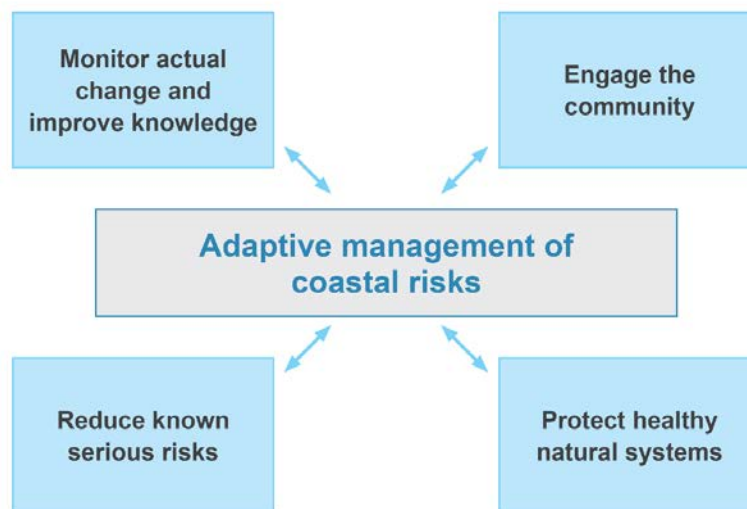 Monitor actual
change and
improve knowledge
Engage the
community
Adaptive management of
coastal risks
Reduce known
serious risks
Protect healthy
natural systems